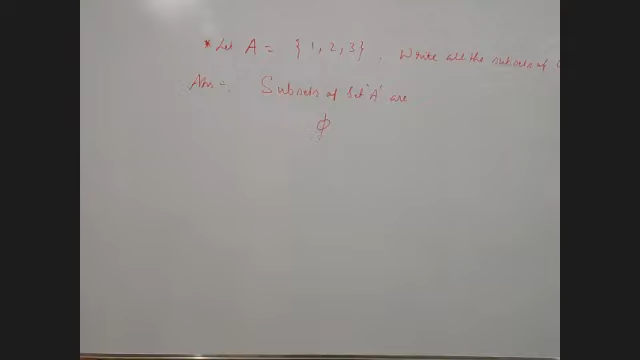 * Let A = {1, 2, 3}, Write all the subsets of
Ans :- Subsets of Set 'A' are
ϕ